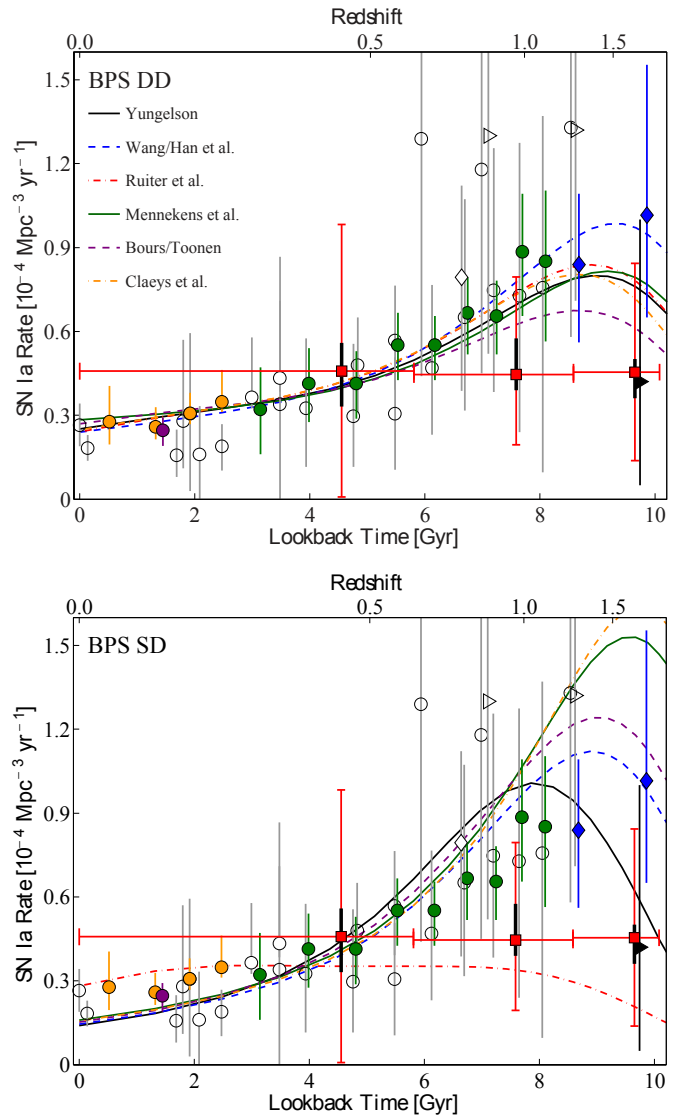 Redshift
0.0 0.5 1.0 1.5
BPS DD
Yungelson
Wang/Han et al.
Ruiter et al.
Mennekens et al.
Bours/Toonen
Claeys et al.
1.5
1.2
0.9
0.6
0.3
0
SN Ia Rate [10⁻⁴ Mpc⁻³ yr⁻¹]
0 2 4 6 8 10
Lookback Time [Gyr]
Redshift
0.0 0.5 1.0 1.5
BPS SD
1.5
1.2
0.9
0.6
0.3
0
SN Ia Rate [10⁻⁴ Mpc⁻³ yr⁻¹]
0 2 4 6 8 10
Lookback Time [Gyr]